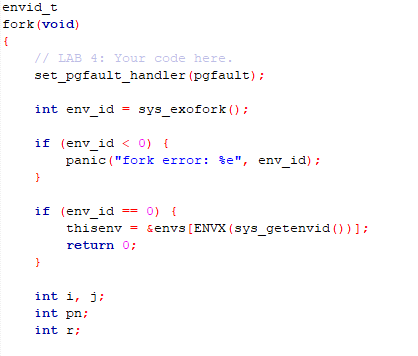 envid_t
fork(void)
{
    // LAB 4: Your code here.
    set_pgfault_handler(pgfault);

    int env_id = sys_exofork();

    if (env_id < 0) {
        panic("fork error: %e", env_id);
    }

    if (env_id == 0) {
        thisenv = &envs[ENVX(sys_getenvid())];
        return 0;
    }

    int i, j;
    int pn;
    int r;